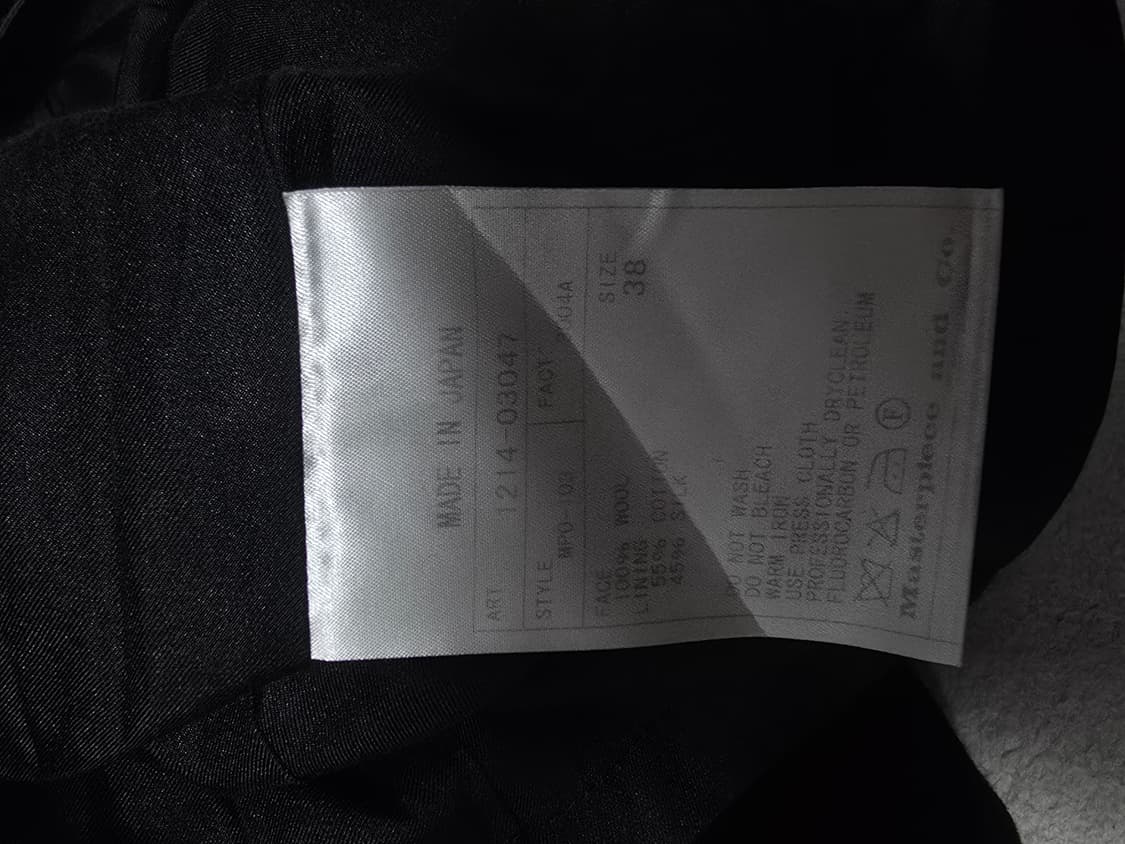 MADE IN JAPAN
ART 1214-03047
STYLE MPO-103 FACT
SIZE
38
FACE
100% WOOL
LINING
55% COTTON
45% SILK
DO NOT WASH
DO NOT BLEACH
WARM IRON
USE PRESS CLOTH
PROFESSIONALLY DRYCLEAN,
FLUOROCARBON OR PETROLEUM
F
Masterpiece and Co.